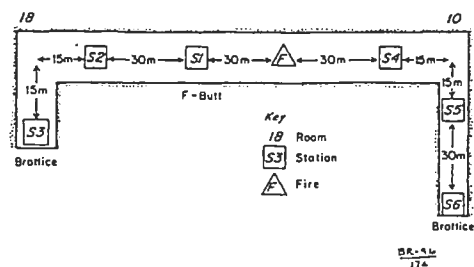 18 10
S2 S1 F S4
15m 30m 30m 30m 15m
15m 15m
F-Butt
S3 S5
Brattice
30m
Key
18 Room
S3 Station
F Fire
S6
Brattice